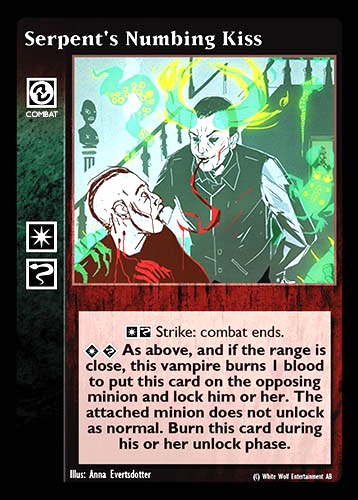 Serpent's Numbing Kiss
COMBAT
Strike: combat ends.
As above, and if the range is
close, this vampire burns 1 blood
to put this card on the opposing
minion and lock him or her. The
attached minion does not unlock
as normal. Burn this card during
his or her unlock phase.
Illus: Anna Evertsdotter
(C) White Wolf Entertainment AB